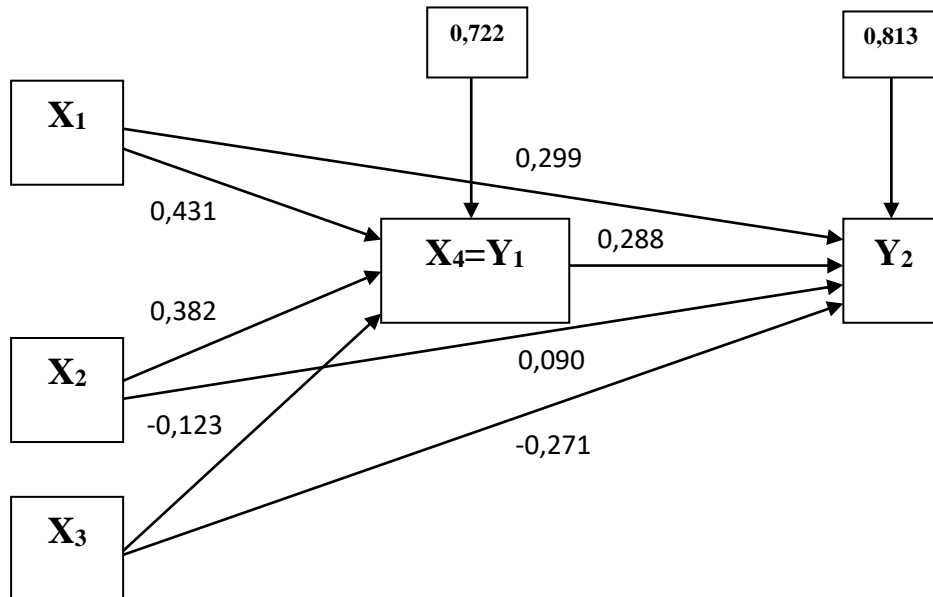 0,722
0,813
X₁
0,299
0,431
X₄=Y₁
0,288
Y₂
0,382
X₂
0,090
-0,123
-0,271
X₃